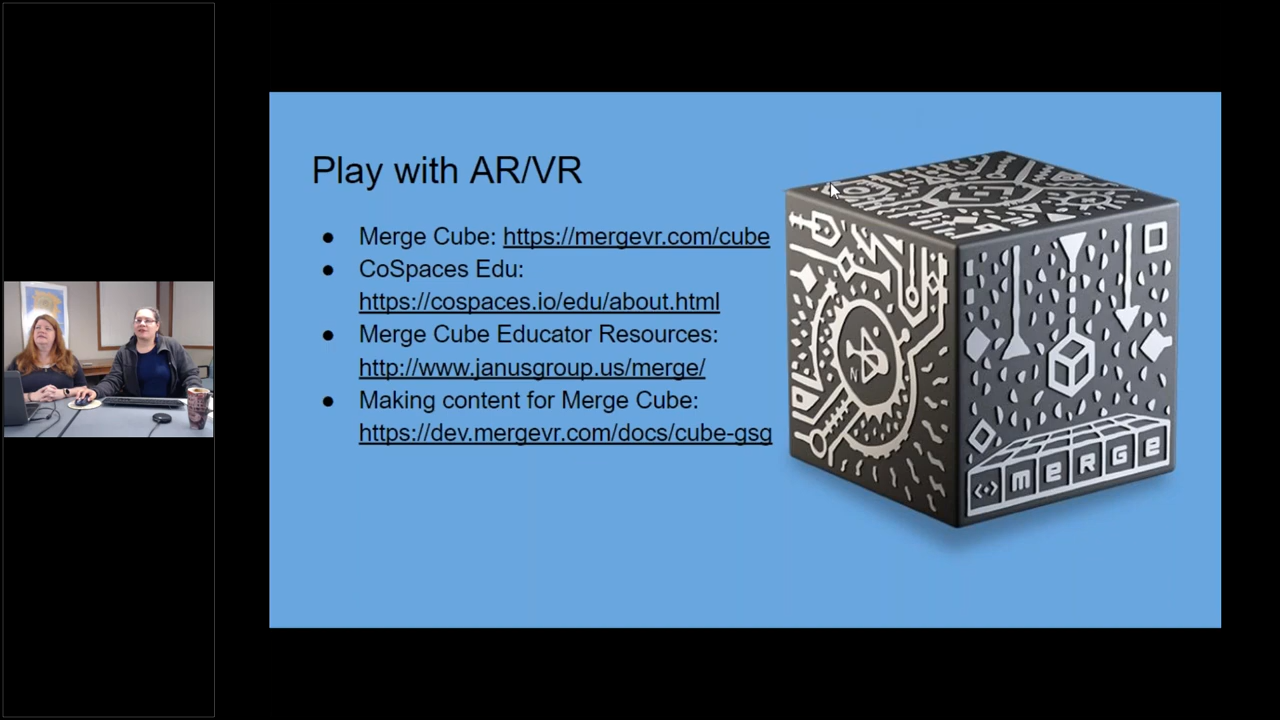 Play with AR/VR
● Merge Cube: https://mergevr.com/cube
● CoSpaces Edu:
https://cospaces.io/edu/about.html
● Merge Cube Educator Resources:
http://www.janusgroup.us/merge/
● Making content for Merge Cube:
https://dev.mergevr.com/docs/cube-gsg
N
merge